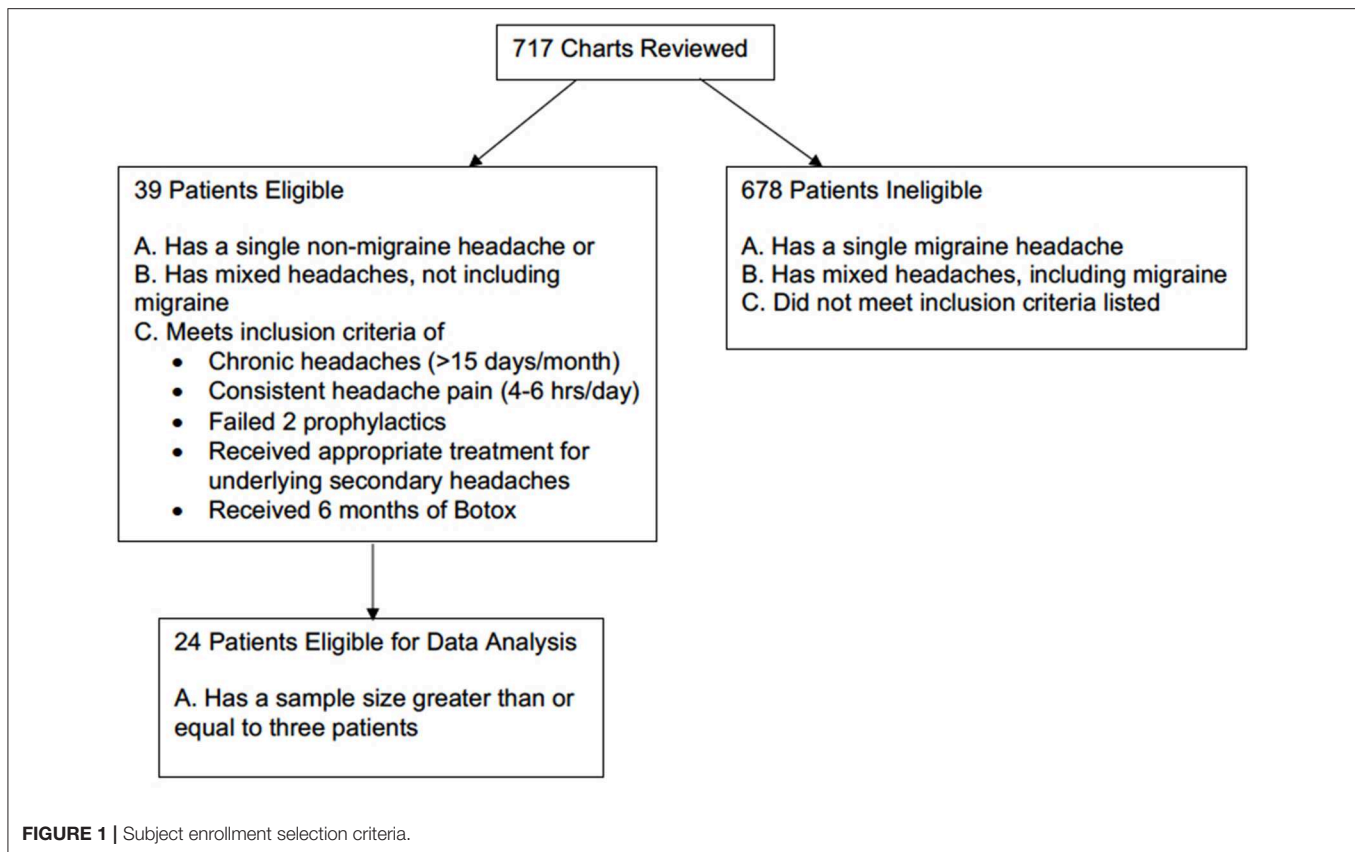 717 Charts Reviewed
39 Patients Eligible
A. Has a single non-migraine headache or
B. Has mixed headaches, not including
migraine
C. Meets inclusion criteria of
• Chronic headaches (>15 days/month)
• Consistent headache pain (4-6 hrs/day)
• Failed 2 prophylactics
• Received appropriate treatment for
underlying secondary headaches
• Received 6 months of Botox
678 Patients Ineligible
A. Has a single migraine headache
B. Has mixed headaches, including migraine
C. Did not meet inclusion criteria listed
24 Patients Eligible for Data Analysis
A. Has a sample size greater than or
equal to three patients
FIGURE 1 | Subject enrollment selection criteria.